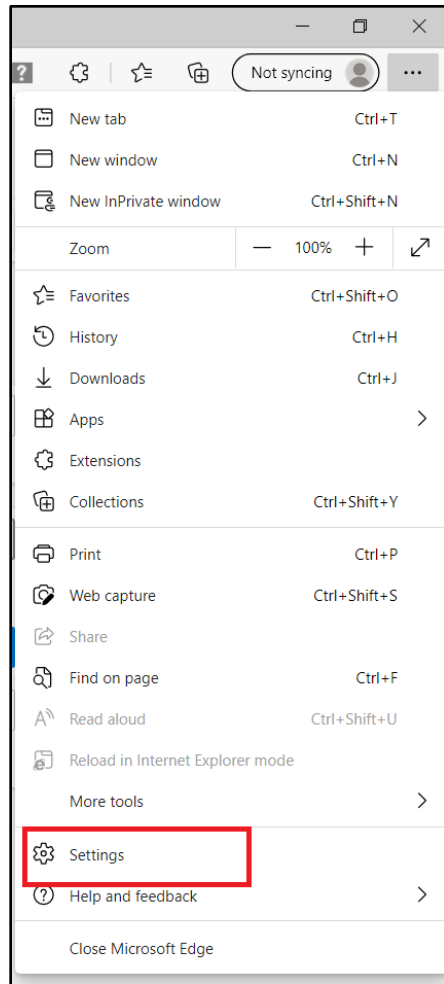 ?
Not syncing
New tab Ctrl+T
New window Ctrl+N
New InPrivate window Ctrl+Shift+N
Zoom — 100% +
Favorites Ctrl+Shift+O
History Ctrl+H
Downloads Ctrl+J
Apps
Extensions
Collections Ctrl+Shift+Y
Print Ctrl+P
Web capture Ctrl+Shift+S
Share
Find on page Ctrl+F
Read aloud Ctrl+Shift+U
Reload in Internet Explorer mode
More tools
Settings
Help and feedback
Close Microsoft Edge